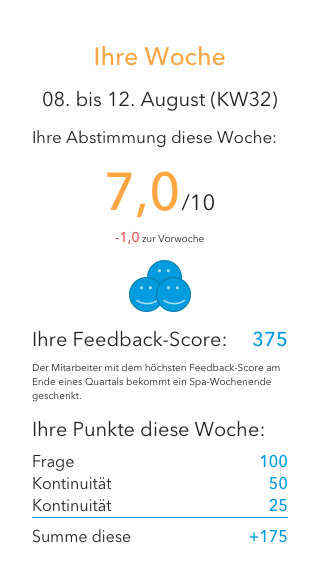 Ihre Woche
08. bis 12. August (KW32)
Ihre Abstimmung diese Woche:
7,0/10
-1,0 zur Vorwoche
Ihre Feedback-Score: 375
Der Mitarbeiter mit dem höchsten Feedback-Score am
Ende eines Quartals bekommt ein Spa-Wochenende
geschenkt.
Ihre Punkte diese Woche:
Frage 100
Kontinuität 50
Kontinuität 25
Summe diese +175